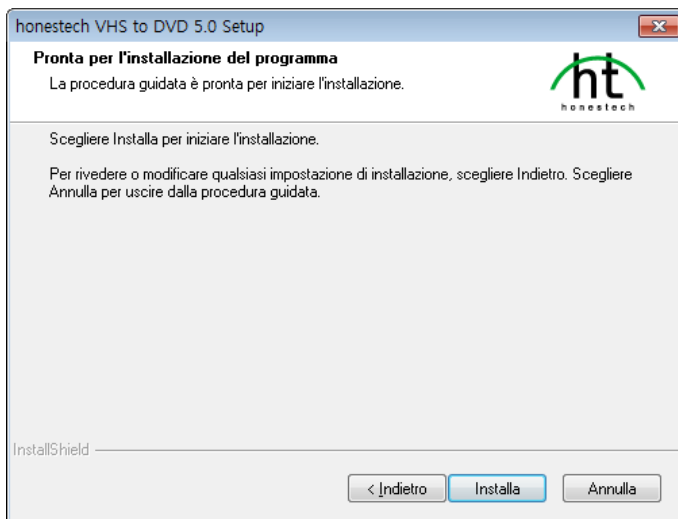 honestech VHS to DVD 5.0 Setup
Pronta per l'installazione del programma
La procedura guidata è pronta per iniziare l'installazione.
ht
honestech
Scegliere Installa per iniziare l'installazione.
Per rivedere o modificare qualsiasi impostazione di installazione, scegliere Indietro. Scegliere
Annulla per uscire dalla procedura guidata.
InstallShield
< Indietro
Installa
Annulla